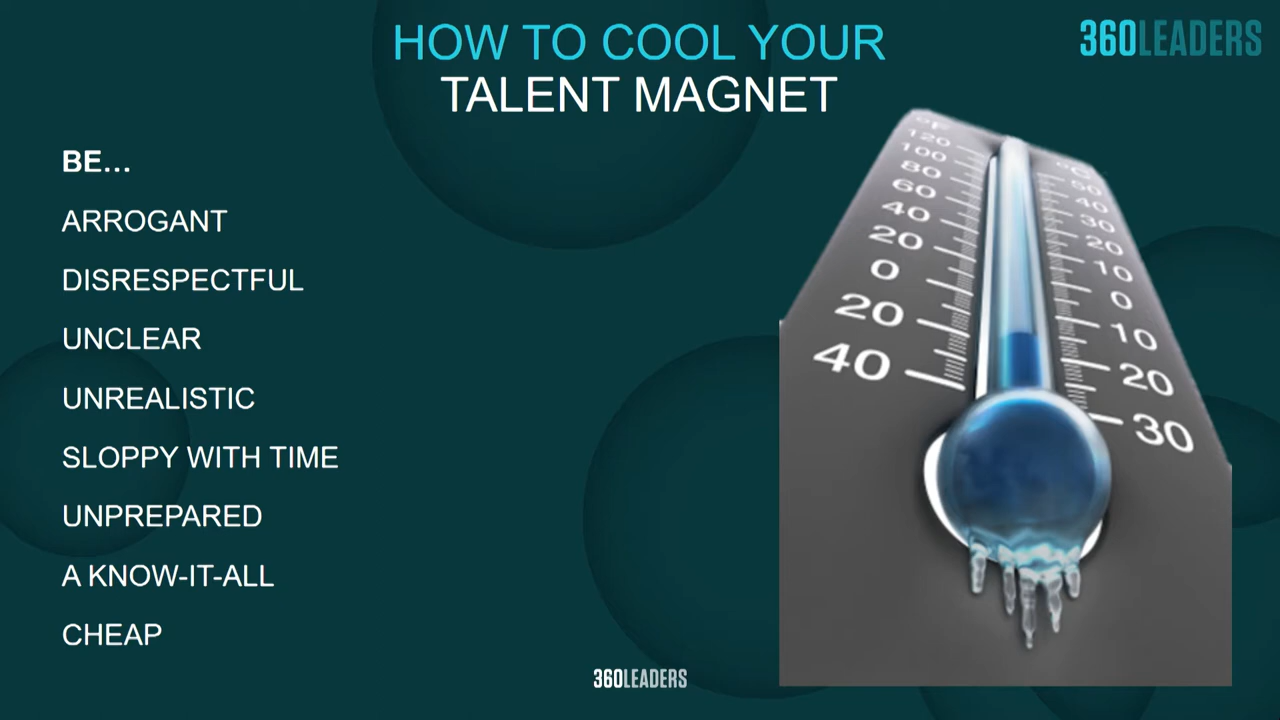 HOW TO COOL YOUR
TALENT MAGNET
360LEADERS
BE...
ARROGANT
DISRESPECTFUL
UNCLEAR
UNREALISTIC
SLOPPY WITH TIME
UNPREPARED
A KNOW-IT-ALL
CHEAP
°F
120
100
80
60
40
20
0
20
40
°C
50
40
30
20
10
0
10
20
30
360LEADERS